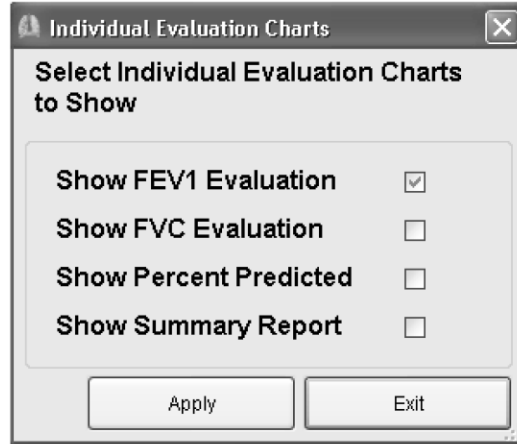 Individual Evaluation Charts
Select Individual Evaluation Charts
to Show
Show FEV1 Evaluation
Show FVC Evaluation
Show Percent Predicted
Show Summary Report
Apply Exit